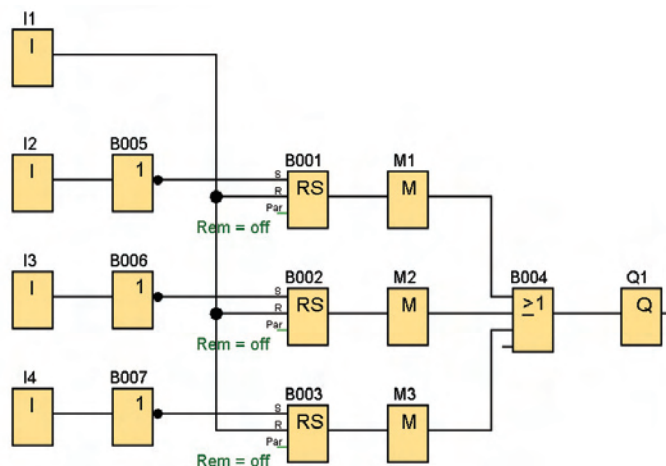 I1
I
I2
B005
I
1
B001
M1
S
R
Par
RS
M
Rem = off
I3
B006
I
1
B002
M2
B004
Q1
S
R
Par
RS
M
≥1
Q
Rem = off
I4
B007
I
1
B003
M3
S
R
Par
RS
M
Rem = off